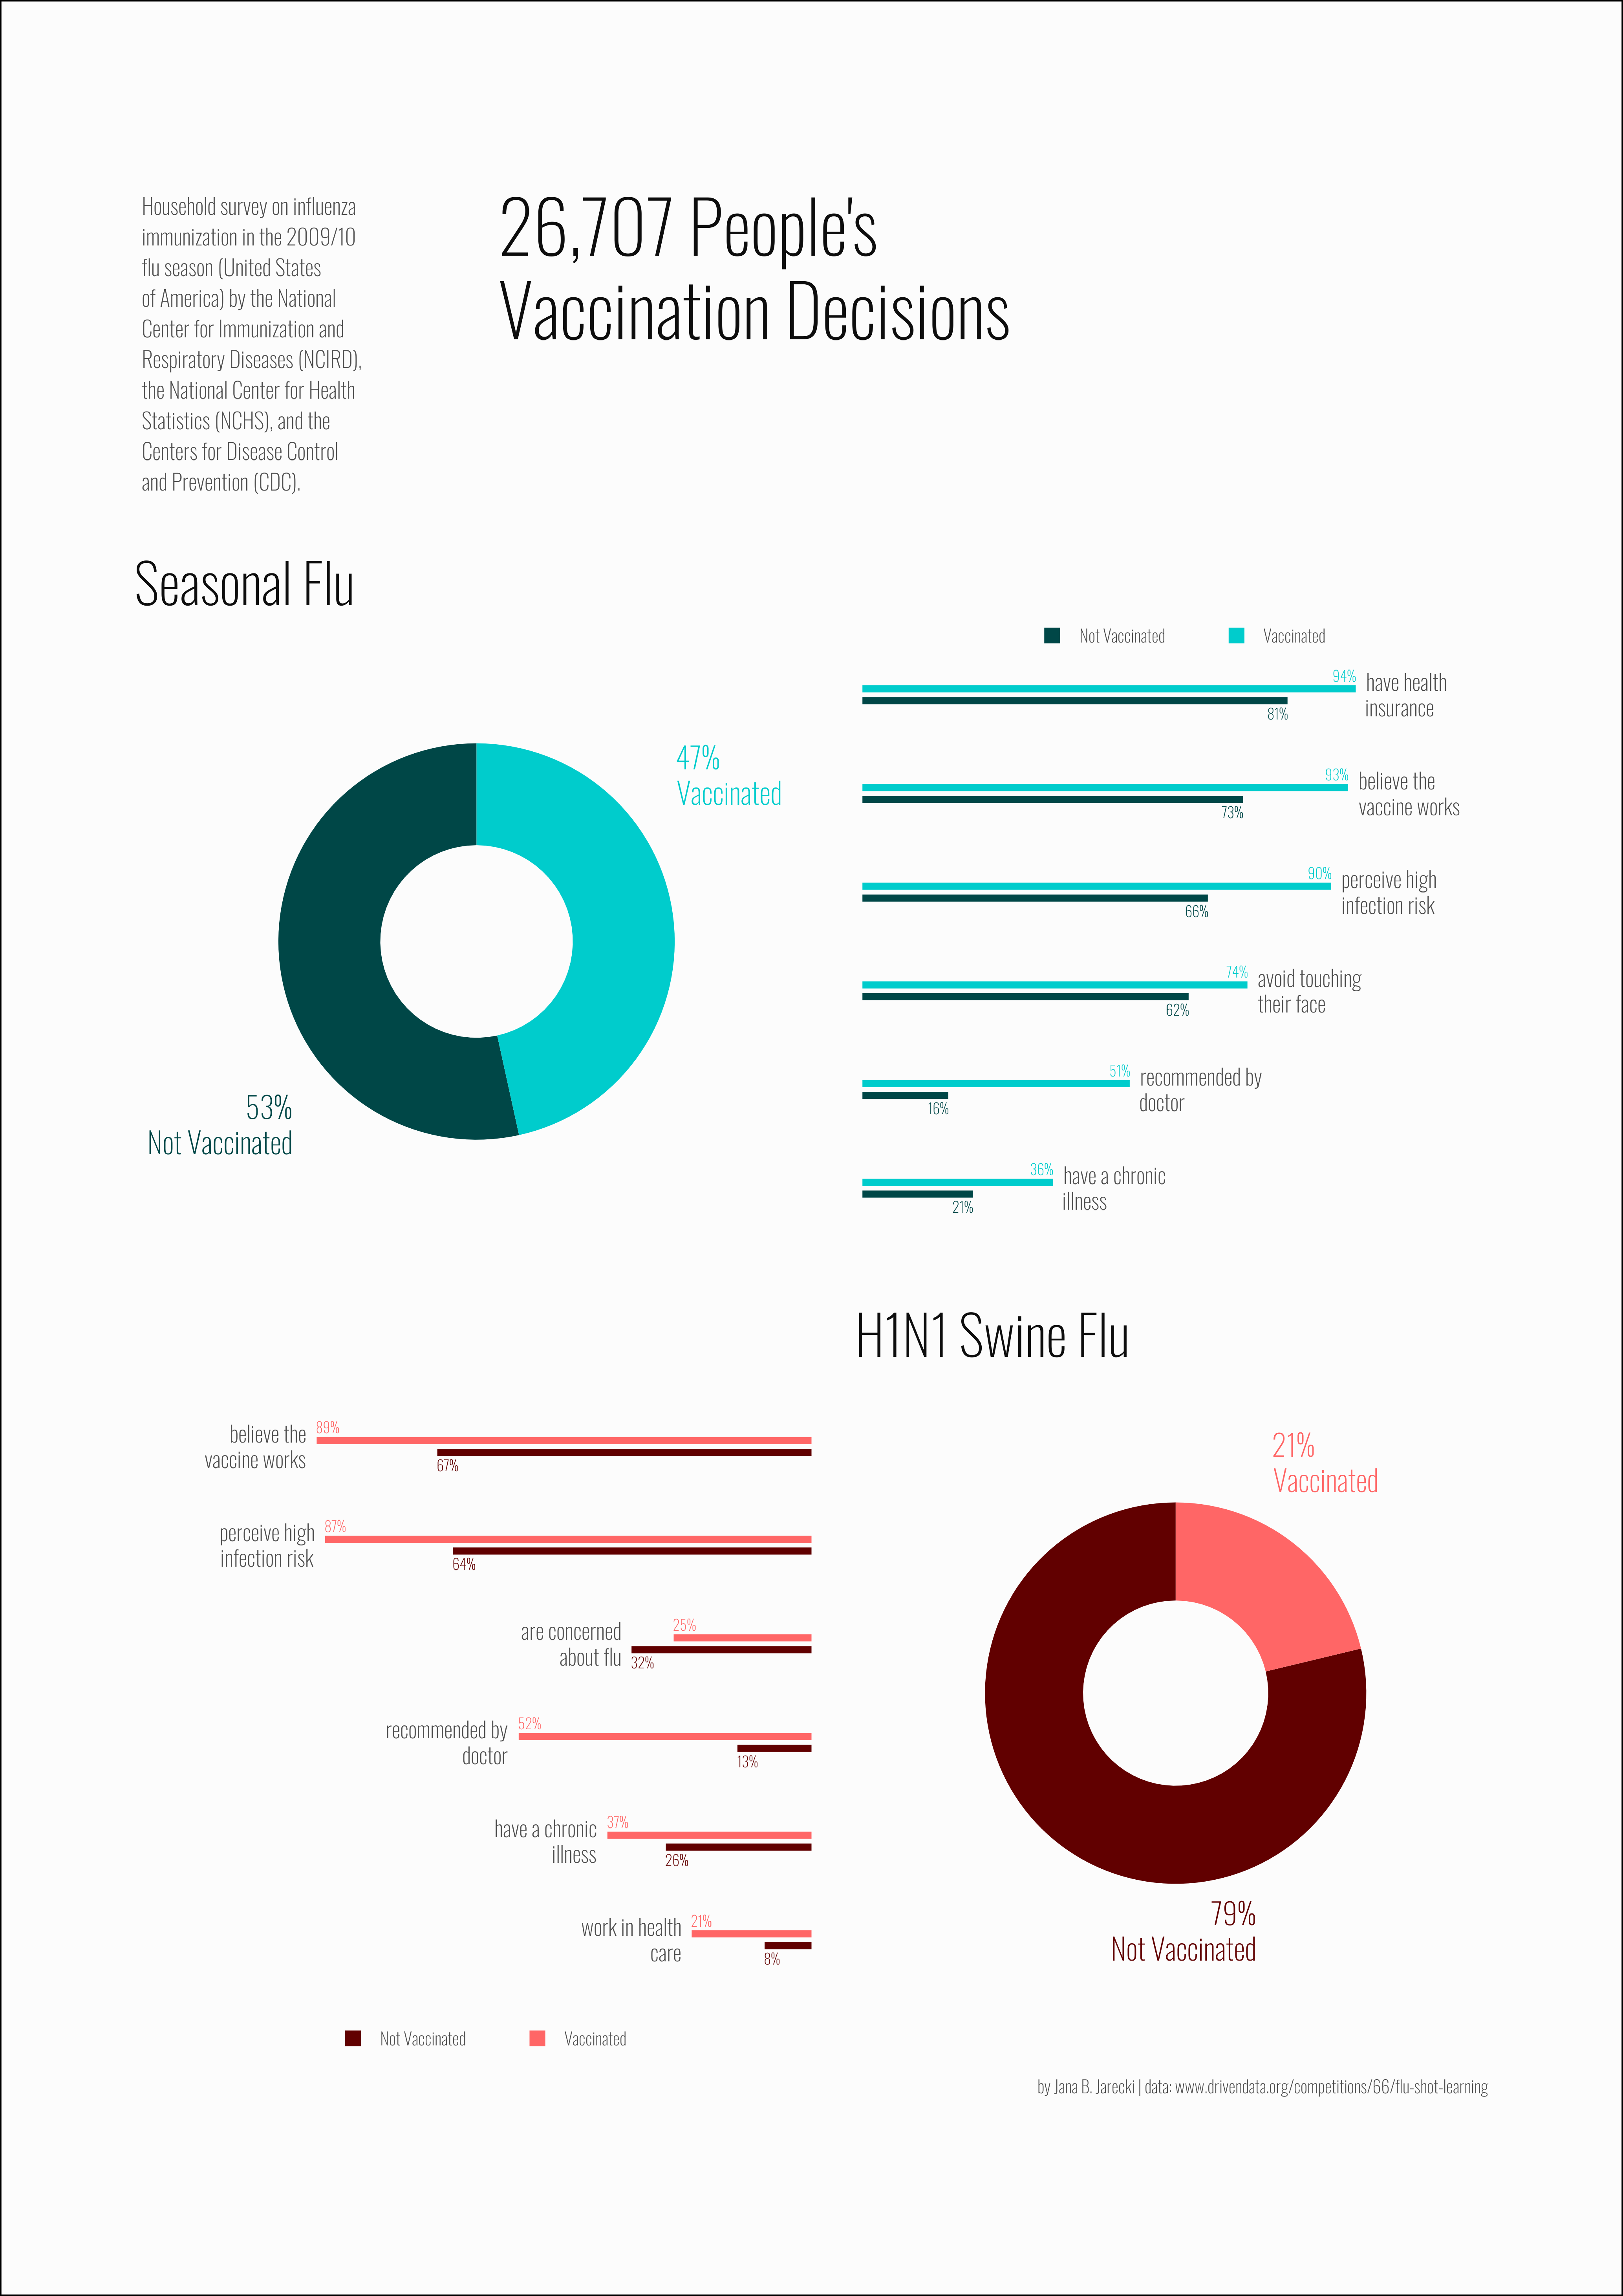 Household survey on influenza
immunization in the 2009/10
flu season (United States
of America) by the National
Center for Immunization and
Respiratory Diseases (NCIRD),
the National Center for Health
Statistics (NCHS), and the
Centers for Disease Control
and Prevention (CDC).
26,707 People's
Vaccination Decisions
Seasonal Flu
47%
Vaccinated
53%
Not Vaccinated
Not Vaccinated
Vaccinated
94%
have health
insurance
81%
93%
believe the
vaccine works
73%
90%
perceive high
infection risk
66%
74%
avoid touching
their face
62%
51%
recommended by
doctor
16%
36%
have a chronic
illness
21%
H1N1 Swine Flu
believe the
vaccine works
89%
67%
perceive high
infection risk
87%
64%
are concerned
about flu
25%
32%
recommended by
doctor
52%
13%
have a chronic
illness
37%
26%
work in health
care
21%
8%
Not Vaccinated
Vaccinated
21%
Vaccinated
79%
Not Vaccinated
by Jana B. Jarecki | data: www.drivendata.org/competitions/66/flu-shot-learning